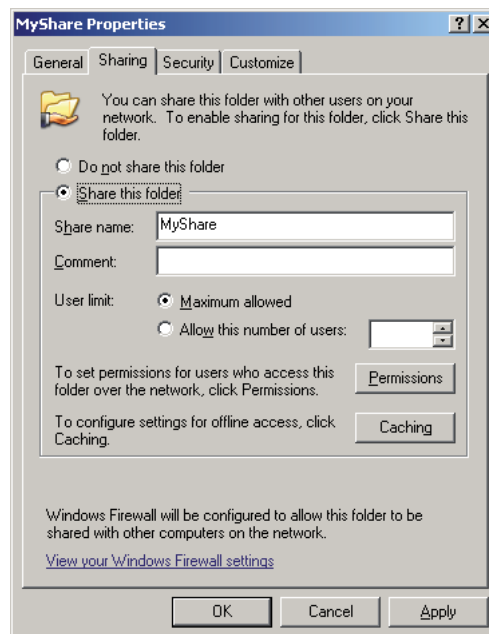 MyShare Properties
General Sharing Security Customize
You can share this folder with other users on your
network. To enable sharing for this folder, click Share this
folder.
Do not share this folder
Share this folder
Share name: MyShare
Comment:
User limit: Maximum allowed
Allow this number of users:
To set permissions for users who access this
folder over the network, click Permissions.
Permissions
To configure settings for offline access, click
Caching.
Caching
Windows Firewall will be configured to allow this folder to be
shared with other computers on the network.
View your Windows Firewall settings
OK Cancel Apply